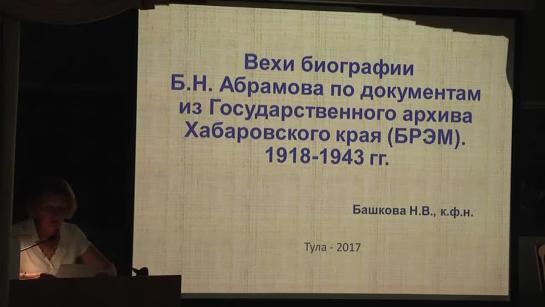 Вехи биографии
Б.Н. Абрамова по документам
из Государственного архива
Хабаровского края (БРЭМ).
1918-1943 гг.
Башкова Н.В., к.ф.н.
Тула - 2017